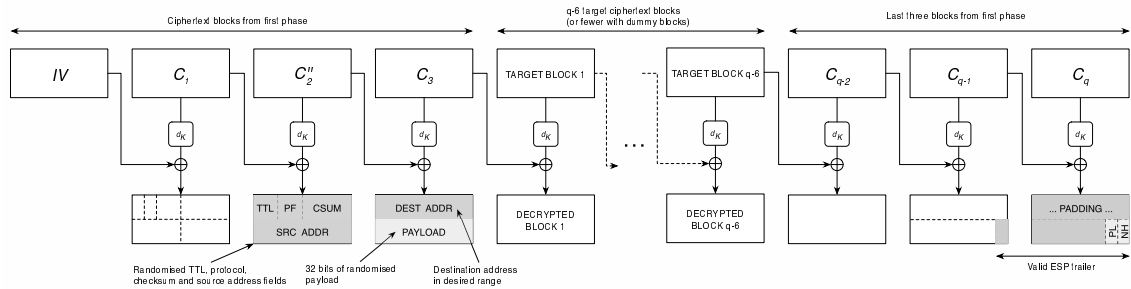 Ciphertext blocks from first phase
q-6 target ciphertext blocks
(or fewer with dummy blocks)
Last three blocks from first phase
IV
C1
C2''
C3
TARGET BLOCK 1
TARGET BLOCK q-6
Cq-2
Cq-1
Cq
dK
dK
dK
dK
dK
dK
dK
dK
...
TTL
PF
CSUM
SRC ADDR
DEST ADDR
PAYLOAD
DECRYPTED
BLOCK 1
DECRYPTED
BLOCK q-6
... PADDING ...
PL
NH
Randomised TTL, protocol,
checksum and source address fields
32 bits of randomised
payload
Destination address
in desired range
Valid ESP trailer